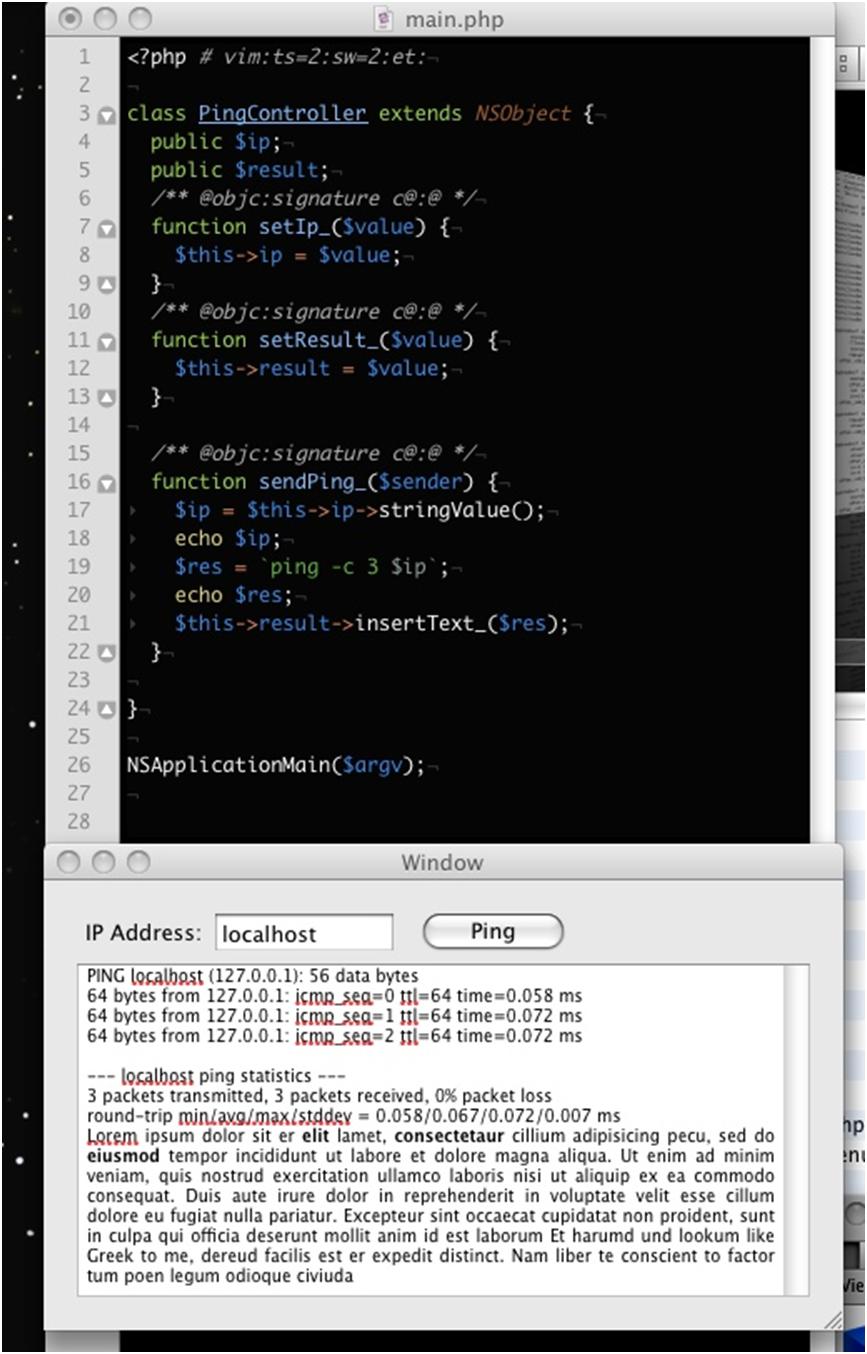 main.php
1 <?php # vim:ts=2:sw=2:et:¬
2 ¬
3 class PingController extends NSObject {¬
4 public $ip;¬
5 public $result;¬
6 /** @objc:signature c@:@ */¬
7 function setIp_($value) {¬
8 $this->ip = $value;¬
9 }¬
10 /** @objc:signature c@:@ */¬
11 function setResult_($value) {¬
12 $this->result = $value;¬
13 }¬
14 ¬
15 /** @objc:signature c@:@ */¬
16 function sendPing_($sender) {¬
17 $ip = $this->ip->stringValue();¬
18 echo $ip;¬
19 $res = `ping -c 3 $ip`;¬
20 echo $res;¬
21 $this->result->insertText_($res);¬
22 }¬
23 ¬
24 }¬
25 ¬
26 NSApplicationMain($argv);¬
27 ¬
28
Window
IP Address: localhost Ping
PING localhost (127.0.0.1): 56 data bytes
64 bytes from 127.0.0.1: icmp_seq=0 ttl=64 time=0.058 ms
64 bytes from 127.0.0.1: icmp_seq=1 ttl=64 time=0.072 ms
64 bytes from 127.0.0.1: icmp_seq=2 ttl=64 time=0.072 ms
--- localhost ping statistics ---
3 packets transmitted, 3 packets received, 0% packet loss
round-trip min/avg/max/stddev = 0.058/0.067/0.072/0.007 ms
Lorem ipsum dolor sit er elit lamet, consectetaur cillium adipisicing pecu, sed do
eiusmod tempor incididunt ut labore et dolore magna aliqua. Ut enim ad minim
veniam, quis nostrud exercitation ullamco laboris nisi ut aliquip ex ea commodo
consequat. Duis aute irure dolor in reprehenderit in voluptate velit esse cillum
dolore eu fugiat nulla pariatur. Excepteur sint occaecat cupidatat non proident, sunt
in culpa qui officia deserunt mollit anim id est laborum Et harumd und lookum like
Greek to me, dereud facilis est er expedit distinct. Nam liber te conscient to factor
tum poen legum odioque civiuda